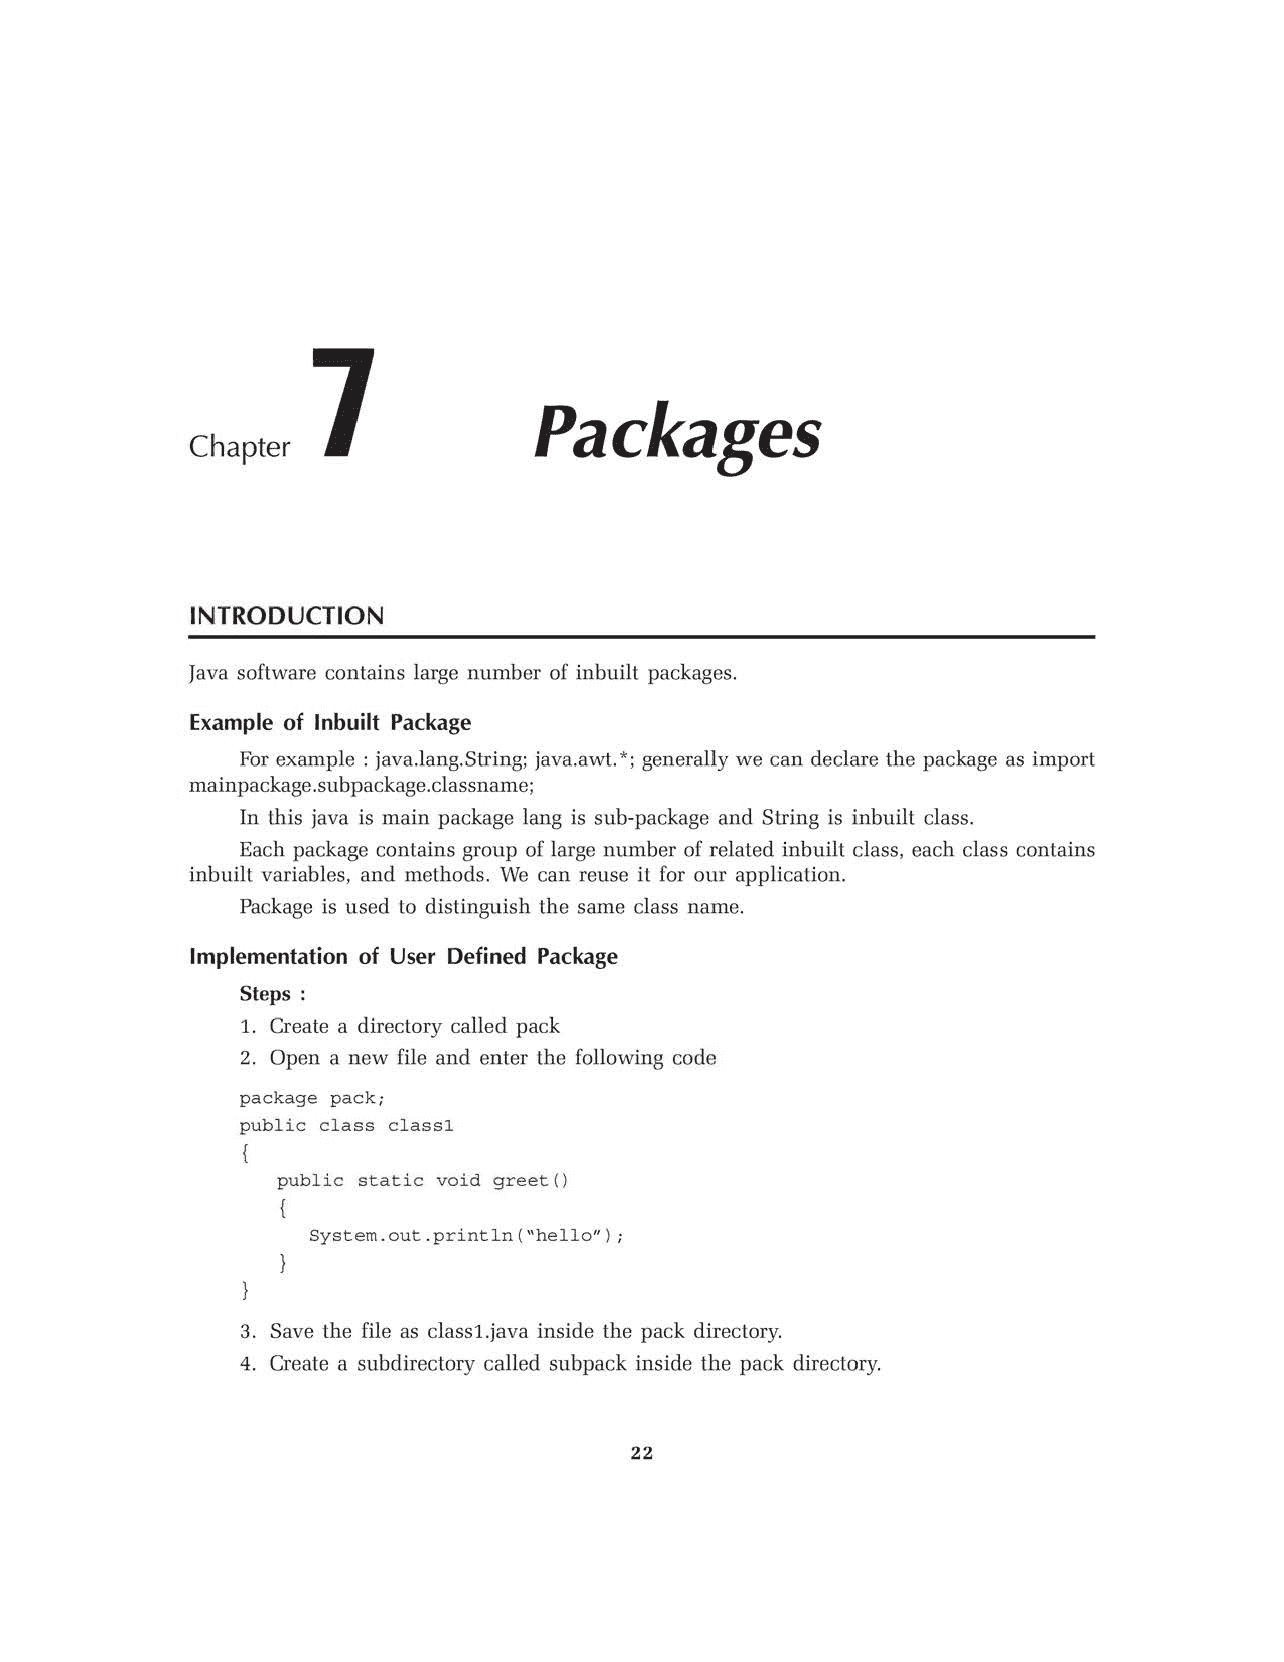 Chapter 7 Packages
INTRODUCTION
Java software contains large number of inbuilt packages.
Example of Inbuilt Package
For example : java.lang.String; java.awt.*; generally we can declare the package as import
mainpackage.subpackage.classname;
In this java is main package lang is sub-package and String is inbuilt class.
Each package contains group of large number of related inbuilt class, each class contains
inbuilt variables, and methods. We can reuse it for our application.
Package is used to distinguish the same class name.
Implementation of User Defined Package
Steps :
1. Create a directory called pack
2. Open a new file and enter the following code
package pack;
public class class1
{
public static void greet()
{
System.out.println(“hello”);
}
}
3. Save the file as class1.java inside the pack directory.
4. Create a subdirectory called subpack inside the pack directory.
22